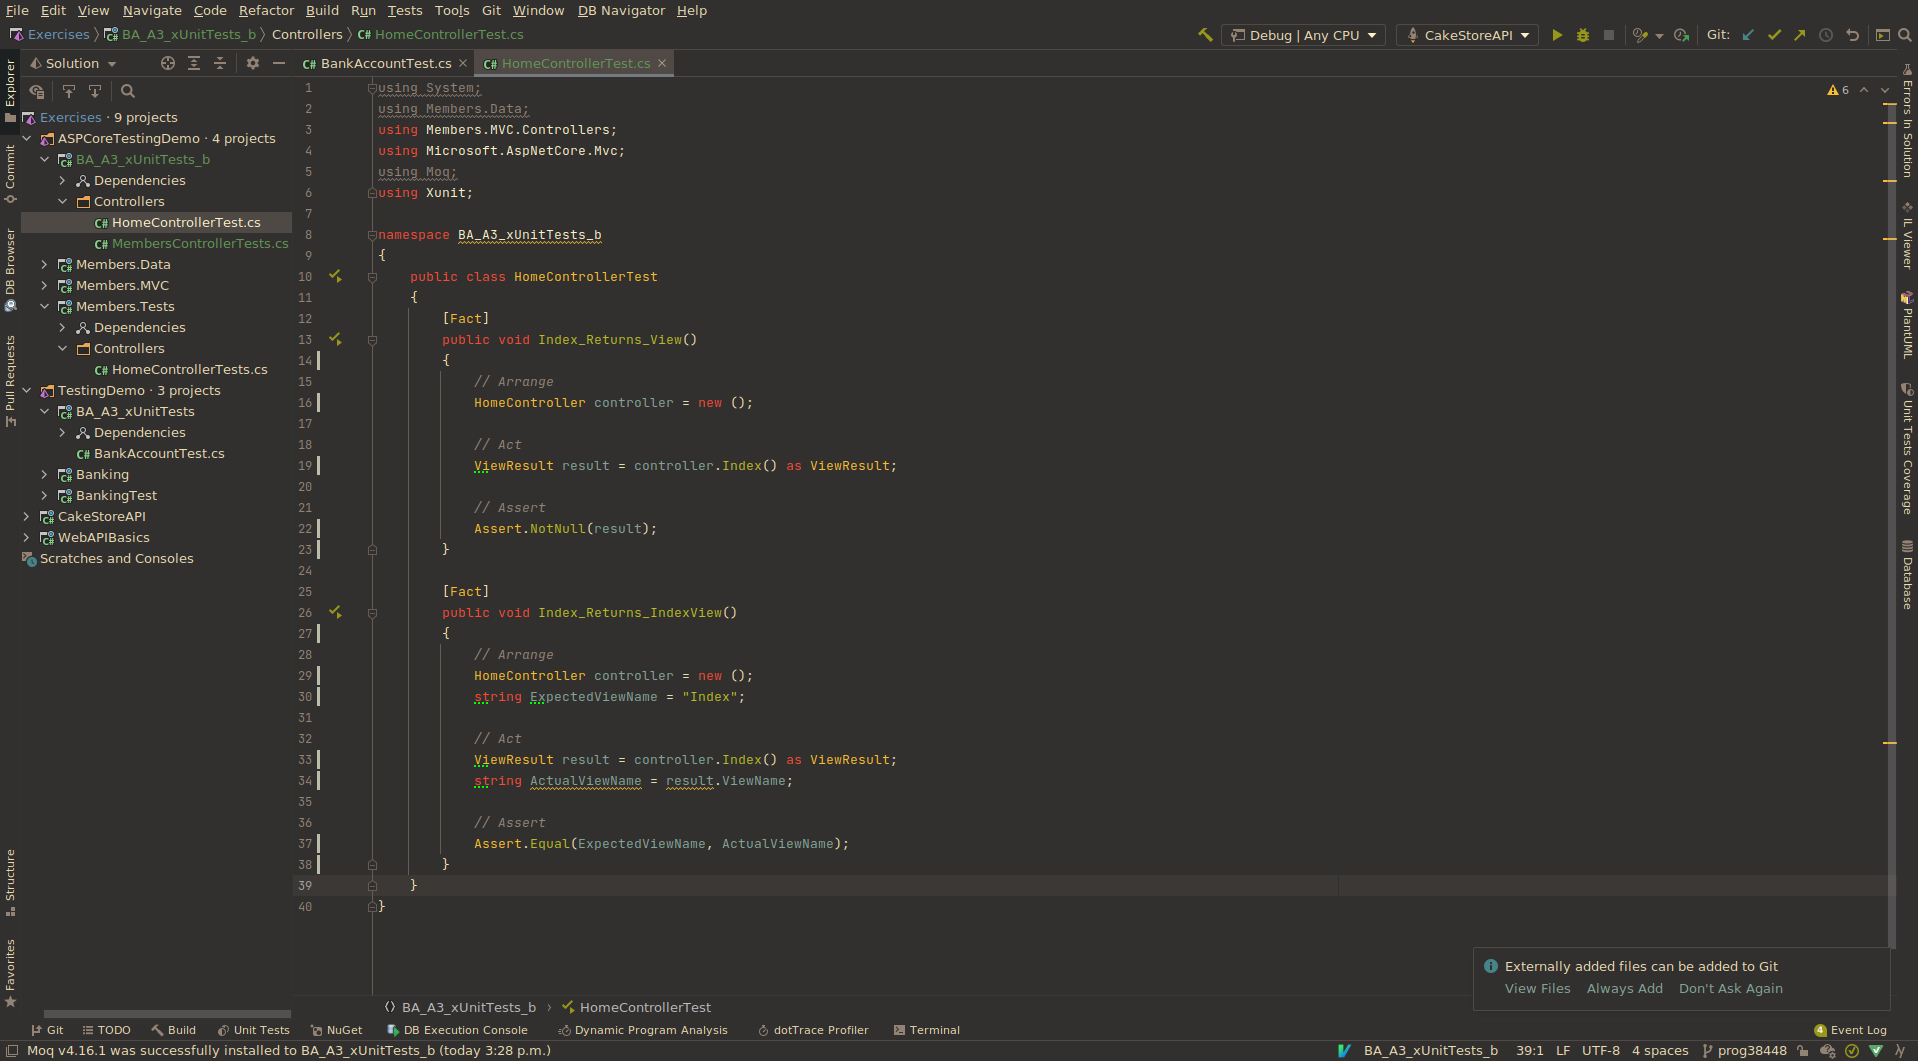 File Edit View Navigate Code Refactor Build Run Tests Tools Git Window DB Navigator Help
Exercises BA_A3_xUnitTests_b Controllers C# HomeControllerTest.cs Debug | Any CPU CakeStoreAPI Git:
Solution C# BankAccountTest.cs C# HomeControllerTest.cs
Explorer
Commit
DB Browser
Pull Requests
Structure
Favorites
Exercises · 9 projects
ASPCoreTestingDemo · 4 projects
BA_A3_xUnitTests_b
Dependencies
Controllers
C# HomeControllerTest.cs
C# MembersControllerTests.cs
Members.Data
Members.MVC
Members.Tests
Dependencies
Controllers
C# HomeControllerTests.cs
TestingDemo · 3 projects
BA_A3_xUnitTests
Dependencies
C# BankAccountTest.cs
Banking
BankingTest
CakeStoreAPI
WebAPIBasics
Scratches and Consoles
6
1 using System;
2 using Members.Data;
3 using Members.MVC.Controllers;
4 using Microsoft.AspNetCore.Mvc;
5 using Moq;
6 using Xunit;
7
8 namespace BA_A3_xUnitTests_b
9 {
10 public class HomeControllerTest
11 {
12 [Fact]
13 public void Index_Returns_View()
14 {
15 // Arrange
16 HomeController controller = new ();
17
18 // Act
19 ViewResult result = controller.Index() as ViewResult;
20
21 // Assert
22 Assert.NotNull(result);
23 }
24
25 [Fact]
26 public void Index_Returns_IndexView()
27 {
28 // Arrange
29 HomeController controller = new ();
30 string ExpectedViewName = "Index";
31
32 // Act
33 ViewResult result = controller.Index() as ViewResult;
34 string ActualViewName = result.ViewName;
35
36 // Assert
37 Assert.Equal(ExpectedViewName, ActualViewName);
38 }
39 }
40 }
Errors In Solution
IL Viewer
PlantUML
Unit Tests Coverage
Database
Externally added files can be added to Git
View Files Always Add Don't Ask Again
BA_A3_xUnitTests_b HomeControllerTest
Git TODO Build Unit Tests NuGet DB Execution Console Dynamic Program Analysis dotTrace Profiler Terminal 4 Event Log
Moq v4.16.1 was successfully installed to BA_A3_xUnitTests_b (today 3:28 p.m.) BA_A3_xUnitTests_b 39:1 LF UTF-8 4 spaces prog38448